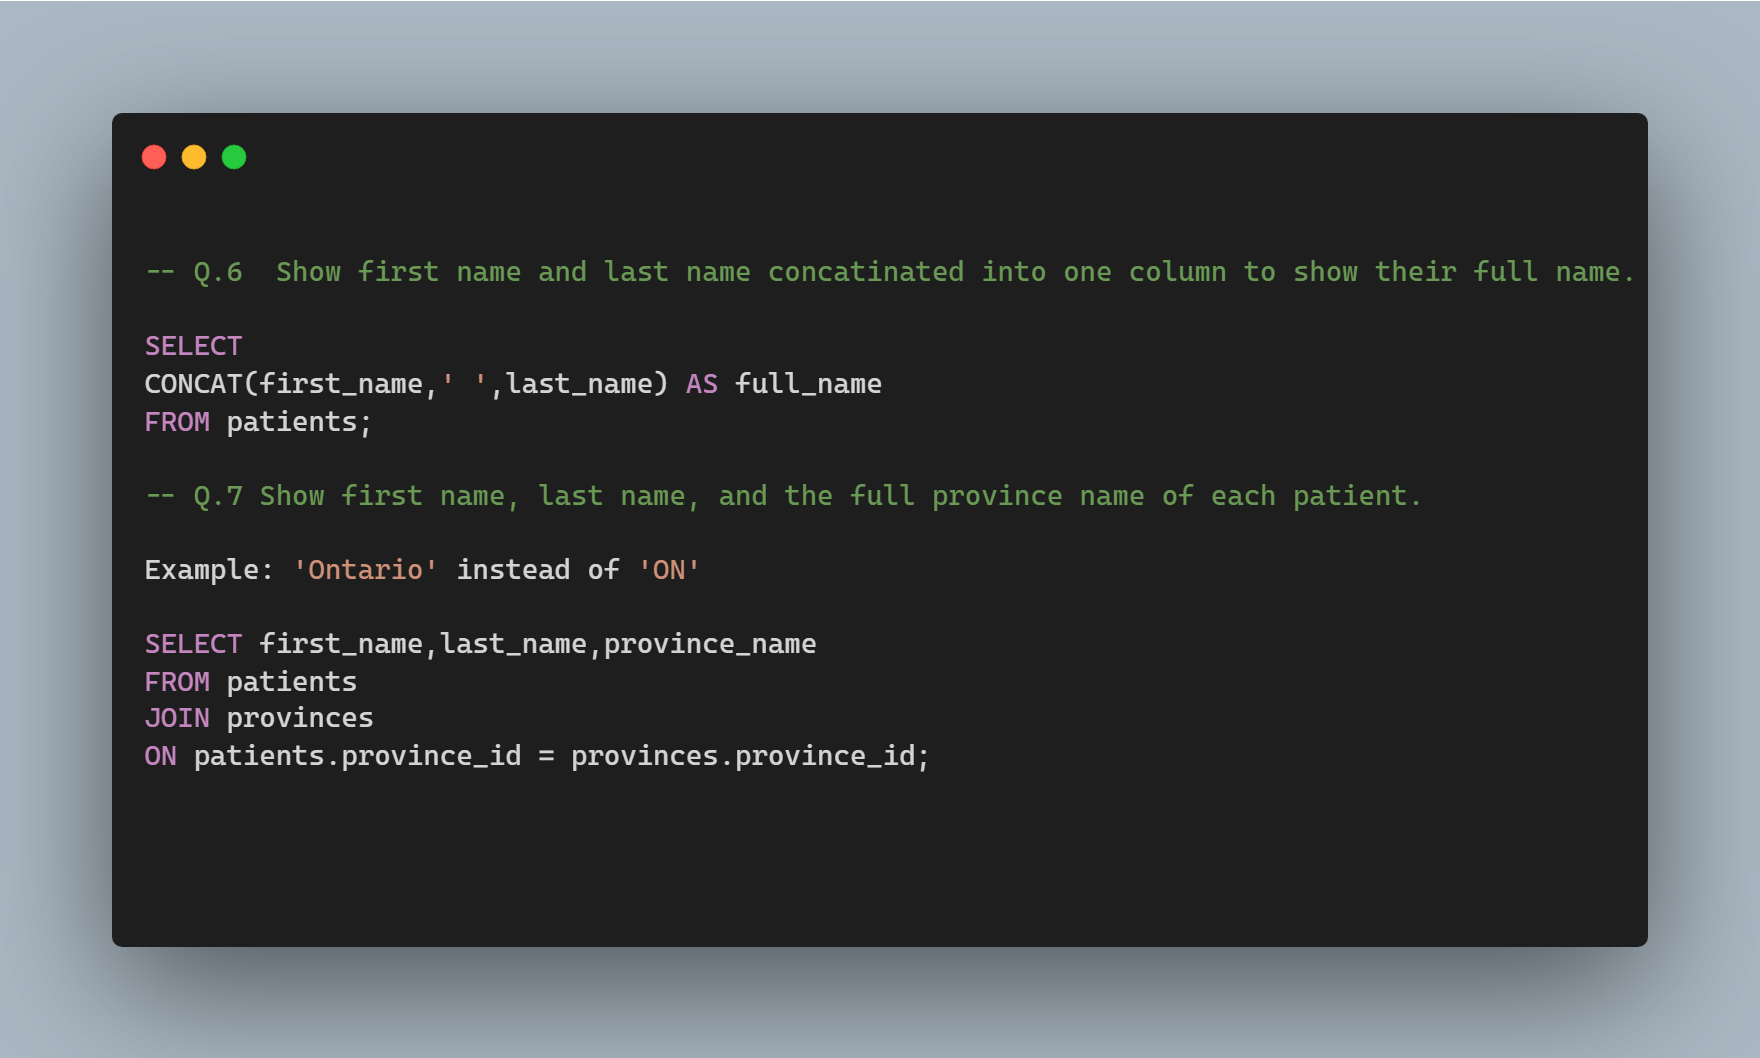 -- Q.6  Show first name and last name concatinated into one column to show their full name.
SELECT
CONCAT(first_name,' ',last_name) AS full_name
FROM patients;
-- Q.7 Show first name, last name, and the full province name of each patient.
Example: 'Ontario' instead of 'ON'
SELECT first_name,last_name,province_name
FROM patients
JOIN provinces
ON patients.province_id = provinces.province_id;